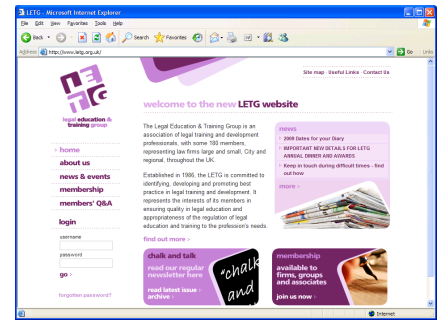 LETG - Microsoft Internet Explorer
File Edit View Favorites Tools Help
Back Search Favorites
Address http://www.letg.org.uk/ Go Links
Site map · Useful Links · Contact Us
legal education &
training group
welcome to the new LETG website
home
about us
news & events
membership
members' Q&A
login
username
password
go >
forgotten password?
The Legal Education & Training Group is an
association of legal training and development
professionals, with some 180 members,
representing law firms large and small, City and
regional, throughout the UK.
Established in 1986, the LETG is committed to
identifying, developing and promoting best
practice in legal training and development. It
represents the interests of its members in
ensuring quality in legal education and
appropriateness of the regulation of legal
education and training to the profession's needs.
find out more >
news
2009 Dates for your Diary
IMPORTANT NEW DETAILS FOR LETG
ANNUAL DINNER AND AWARDS
Keep in touch during difficult times - find
out how
more >
chalk and talk
read our regular
newsletter here
read latest issue >
archive >
"chalk
and
membership
available to
firms, groups
and associates
join us now >
Internet